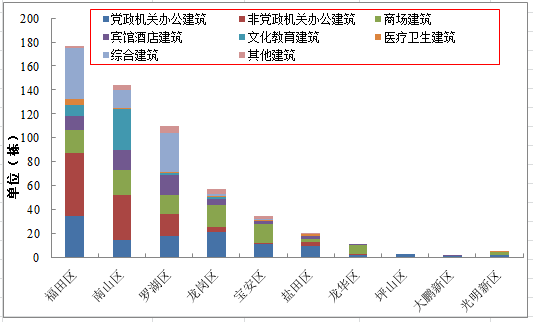 党政机关办公建筑 非党政机关办公建筑 商场建筑
宾馆酒店建筑 文化教育建筑 医疗卫生建筑
综合建筑 其他建筑
单位（栋）
200
180
160
140
120
100
80
60
40
20
0
福田区 南山区 罗湖区 龙岗区 宝安区 盐田区 龙华区 坪山区 大鹏新区 光明新区